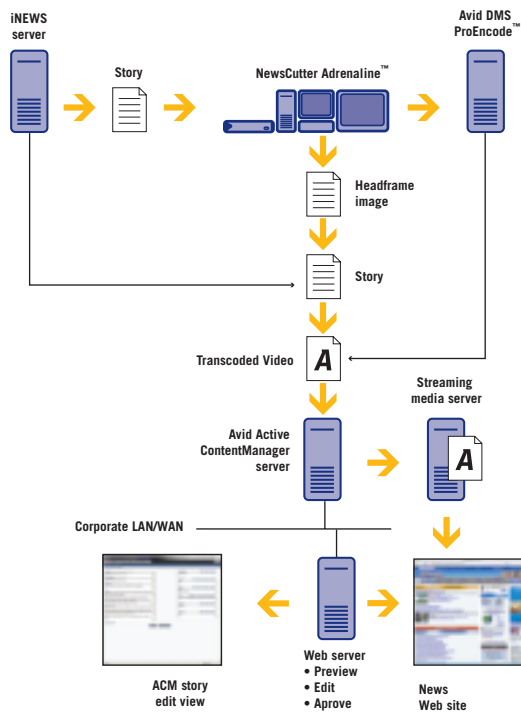 iNEWS
server
Story
NewsCutter Adrenaline™
Avid DMS
ProEncode™
Headframe
image
Story
Transcoded Video
A
Streaming
media server
Avid Active
ContentManager
server
A
Corporate LAN/WAN
ACM story
edit view
Web server
• Preview
• Edit
• Aprove
News
Web site